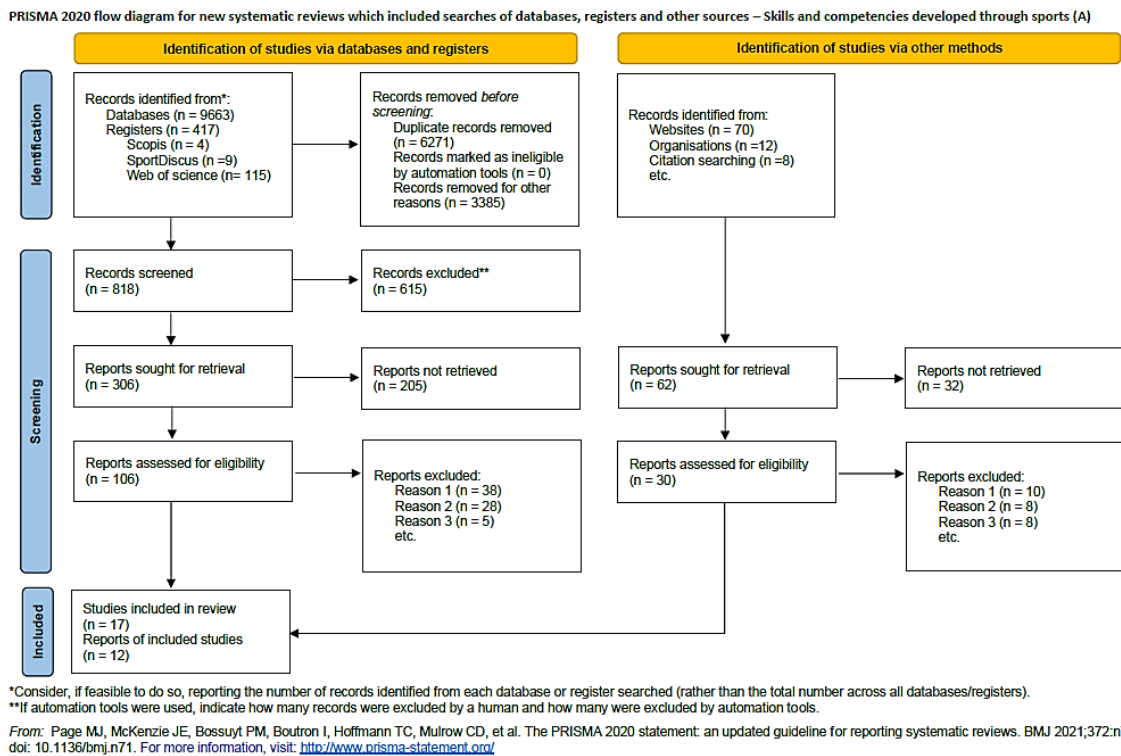 PRISMA 2020 flow diagram for new systematic reviews which included searches of databases, registers and other sources – Skills and competencies developed through sports (A)
Identification of studies via databases and registers
Identification of studies via other methods
Identification
Records identified from*:
Databases (n = 9663)
Registers (n = 417)
Scopis (n = 4)
SportDiscus (n =9)
Web of science (n= 115)
Records removed before
screening:
Duplicate records removed
(n = 6271)
Records marked as ineligible
by automation tools (n = 0)
Records removed for other
reasons (n = 3385)
Records identified from:
Websites (n = 70)
Organisations (n =12)
Citation searching (n =8)
etc.
Screening
Records screened
(n = 818)
Records excluded**
(n = 615)
Reports sought for retrieval
(n = 306)
Reports not retrieved
(n = 205)
Reports sought for retrieval
(n = 62)
Reports not retrieved
(n = 32)
Reports assessed for eligibility
(n = 106)
Reports excluded:
Reason 1 (n = 38)
Reason 2 (n = 28)
Reason 3 (n = 5)
etc.
Reports assessed for eligibility
(n = 30)
Reports excluded:
Reason 1 (n = 10)
Reason 2 (n = 8)
Reason 3 (n = 8)
etc.
Included
Studies included in review
(n = 17)
Reports of included studies
(n = 12)
*Consider, if feasible to do so, reporting the number of records identified from each database or register searched (rather than the total number across all databases/registers).
**If automation tools were used, indicate how many records were excluded by a human and how many were excluded by automation tools.
From: Page MJ, McKenzie JE, Bossuyt PM, Boutron I, Hoffmann TC, Mulrow CD, et al. The PRISMA 2020 statement: an updated guideline for reporting systematic reviews. BMJ 2021;372:n
doi: 10.1136/bmj.n71. For more information, visit: http://www.prisma-statement.org/